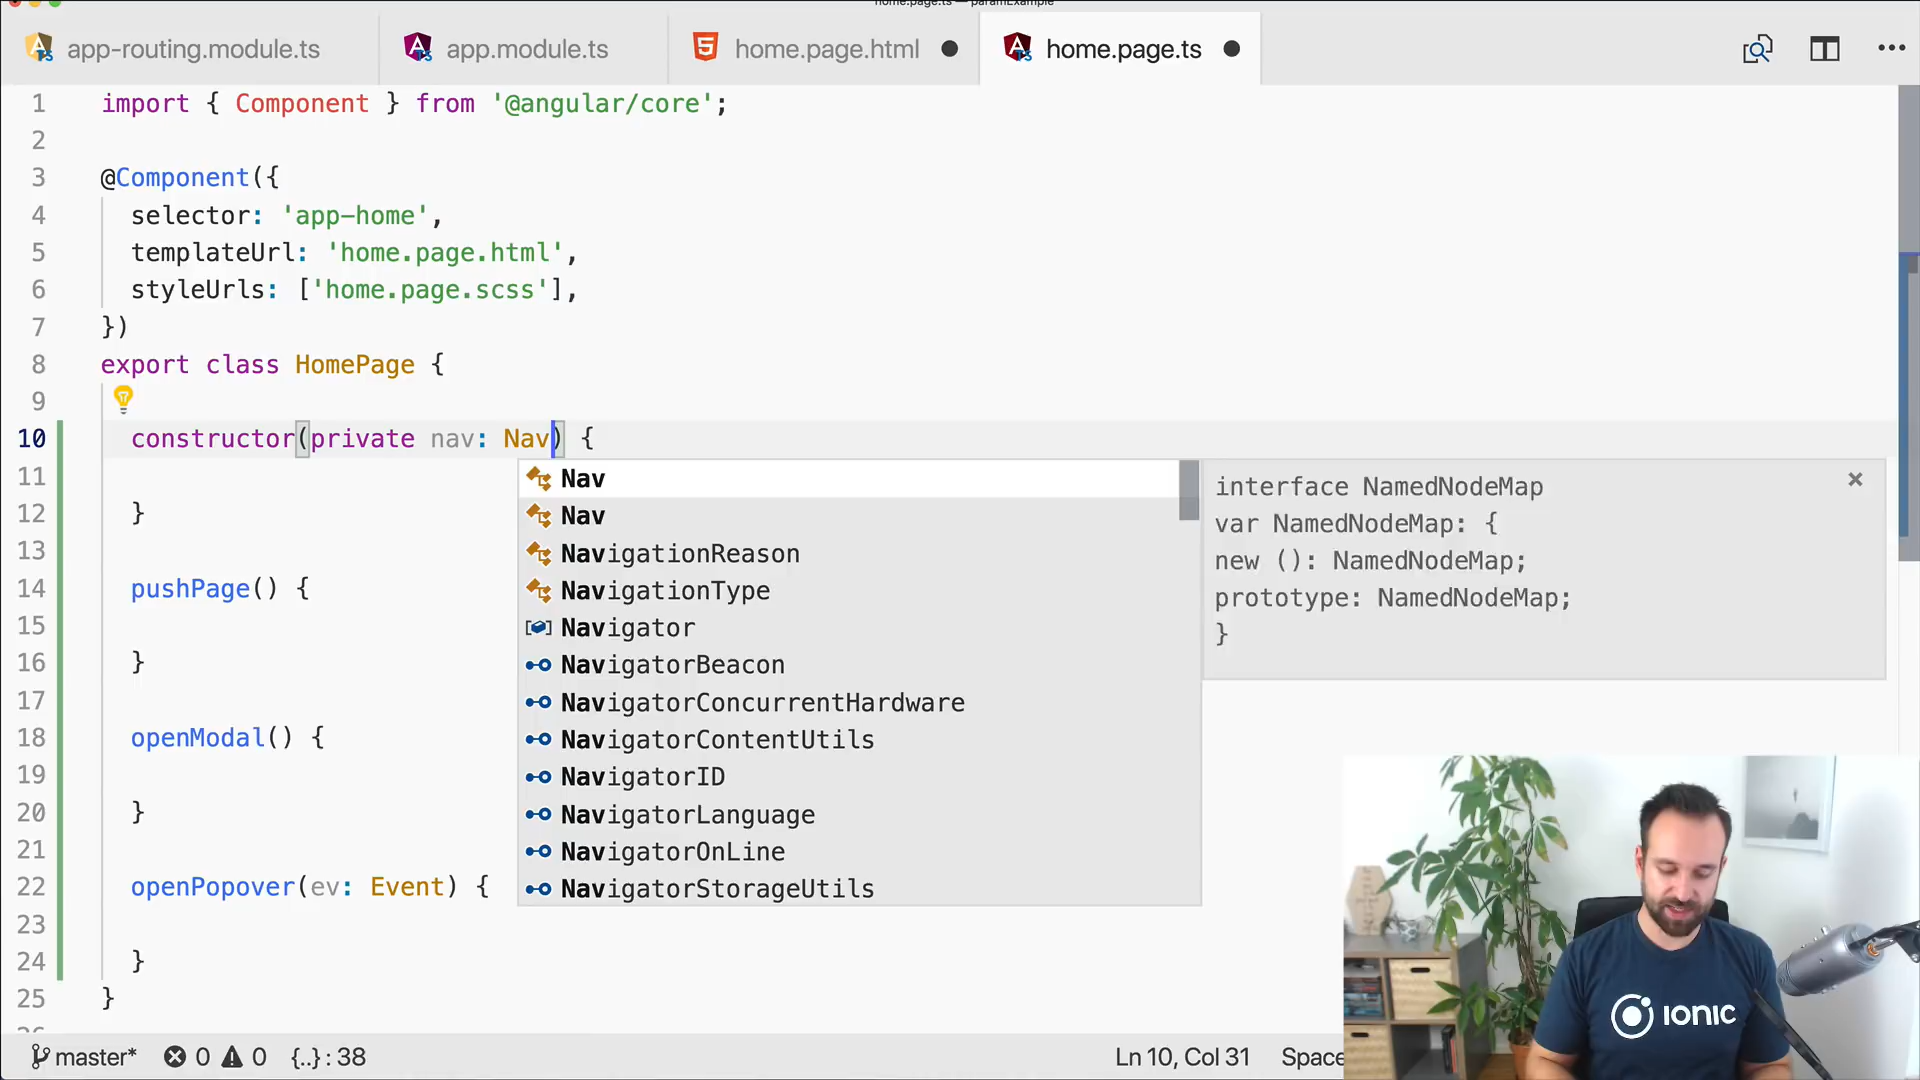 home.page.ts — paramExample
app-routing.module.ts
app.module.ts
home.page.html
home.page.ts
1 import { Component } from '@angular/core';
2
3 @Component({
4 selector: 'app-home',
5 templateUrl: 'home.page.html',
6 styleUrls: ['home.page.scss'],
7 })
8 export class HomePage {
9
10 constructor(private nav: Nav) {
11
12 }
13
14 pushPage() {
15
16 }
17
18 openModal() {
19
20 }
21
22 openPopover(ev: Event) {
23
24 }
25 }
Nav
Nav
NavigationReason
NavigationType
Navigator
NavigatorBeacon
NavigatorConcurrentHardware
NavigatorContentUtils
NavigatorID
NavigatorLanguage
NavigatorOnLine
NavigatorStorageUtils
interface NamedNodeMap
var NamedNodeMap: {
new (): NamedNodeMap;
prototype: NamedNodeMap;
}
IONIC
master* 0 0 {..} : 38
Ln 10, Col 31 Space